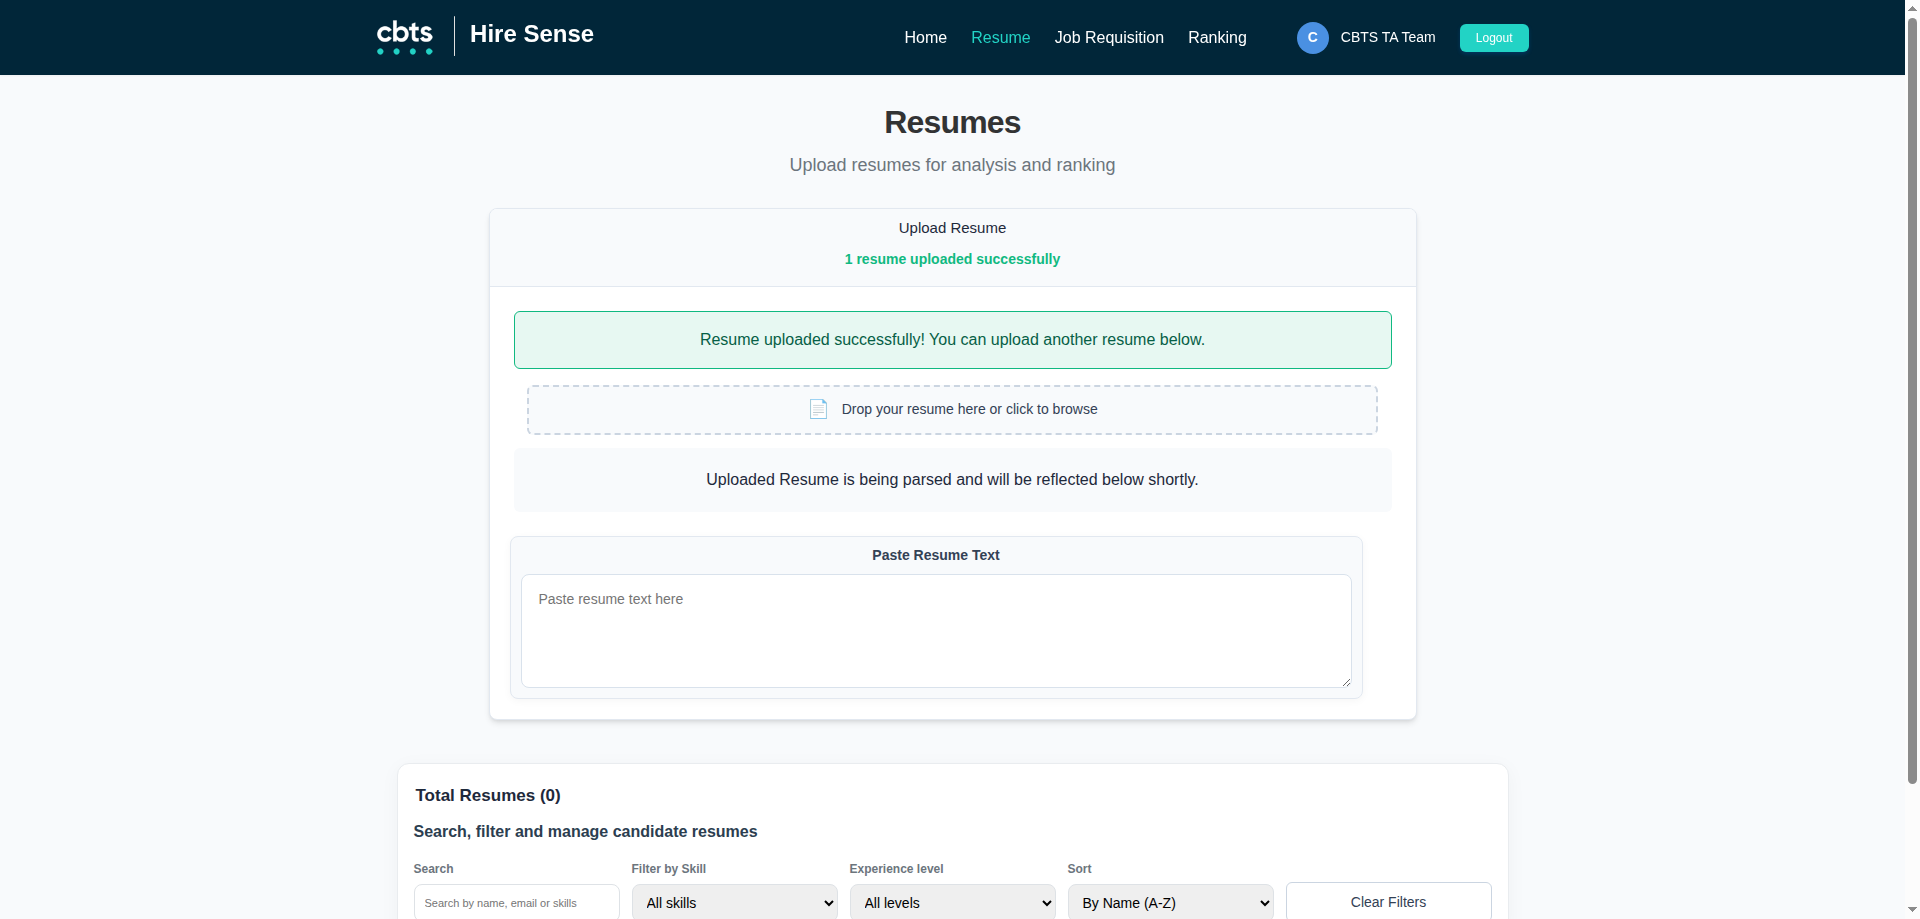 cbts
Hire Sense
Home
Resume
Job Requisition
Ranking
C
CBTS TA Team
Logout
Resumes
Upload resumes for analysis and ranking
Upload Resume
1 resume uploaded successfully
Resume uploaded successfully! You can upload another resume below.
Drop your resume here or click to browse
Uploaded Resume is being parsed and will be reflected below shortly.
Paste Resume Text
Paste resume text here
Total Resumes (0)
Search, filter and manage candidate resumes
Search
Filter by Skill
Experience level
Sort
Search by name, email or skills
All skills
All levels
By Name (A-Z)
Clear Filters